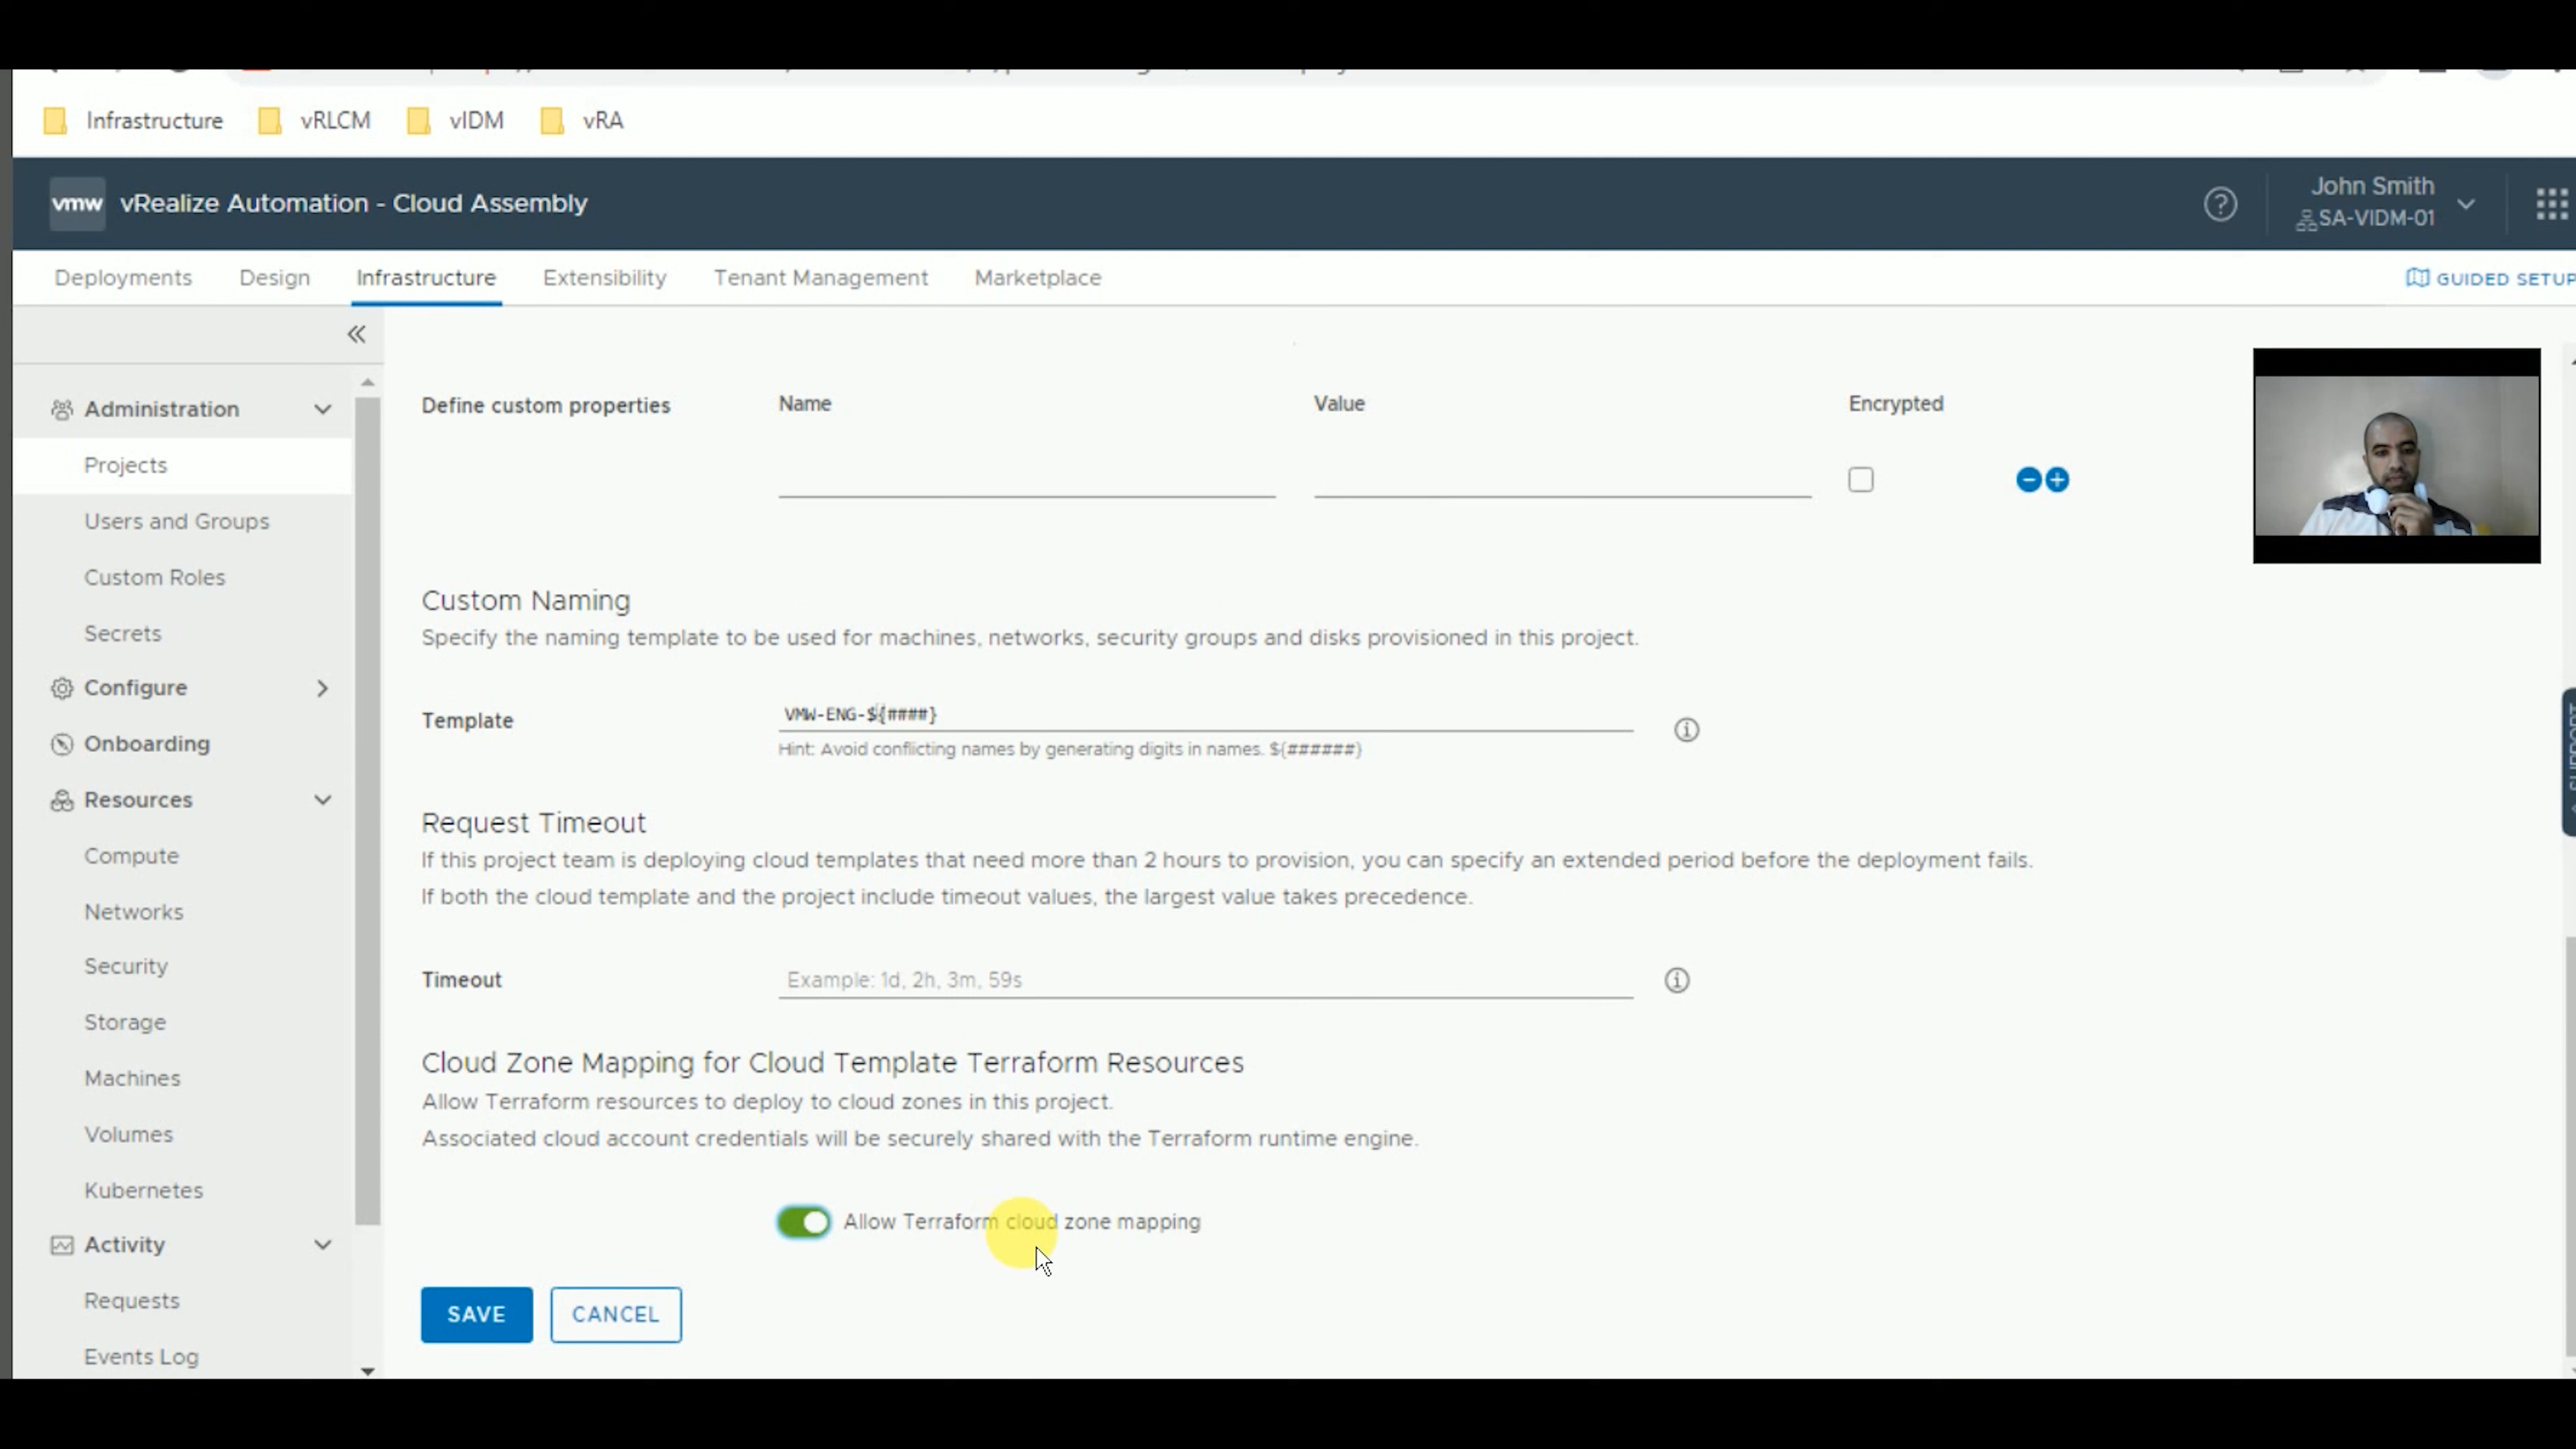 Infrastructure vRLCM vIDM vRA
vmw vRealize Automation - Cloud Assembly
John Smith
SA-VIDM-01
Deployments Design Infrastructure Extensibility Tenant Management Marketplace
GUIDED SETUP
Administration
Projects
Users and Groups
Custom Roles
Secrets
Configure
Onboarding
Resources
Compute
Networks
Security
Storage
Machines
Volumes
Kubernetes
Activity
Requests
Events Log
Define custom properties Name Value Encrypted
Custom Naming
Specify the naming template to be used for machines, networks, security groups and disks provisioned in this project.
Template VMW-ENG-${####}
Hint: Avoid conflicting names by generating digits in names. ${######}
Request Timeout
If this project team is deploying cloud templates that need more than 2 hours to provision, you can specify an extended period before the deployment fails.
If both the cloud template and the project include timeout values, the largest value takes precedence.
Timeout Example: 1d, 2h, 3m, 59s
Cloud Zone Mapping for Cloud Template Terraform Resources
Allow Terraform resources to deploy to cloud zones in this project.
Associated cloud account credentials will be securely shared with the Terraform runtime engine.
Allow Terraform cloud zone mapping
SAVE CANCEL
SUPPORT